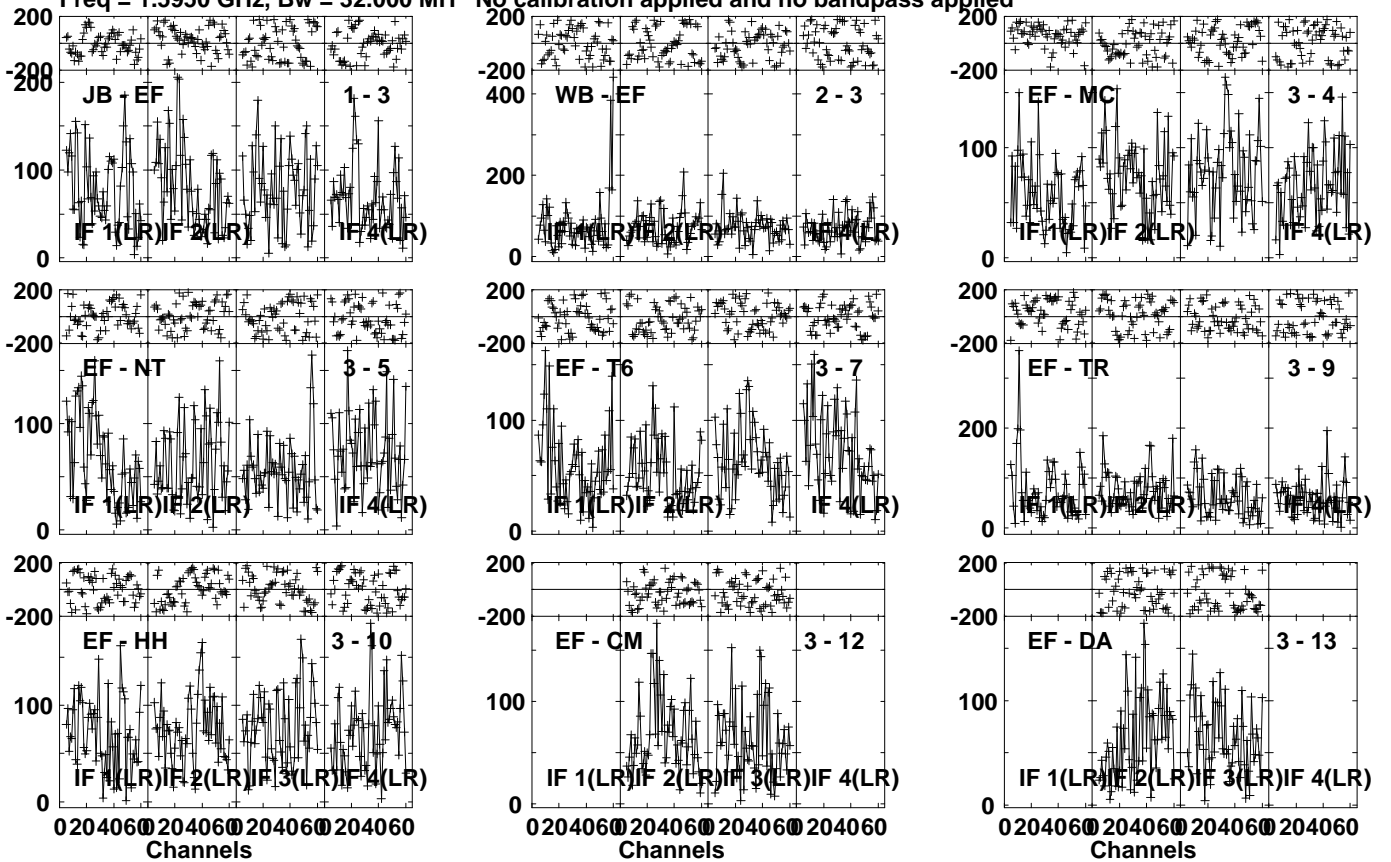 Freq = 1.5950 GHz, Bw = 32.000 MH No calibration applied and no bandpass applied
200
-200
200
100
0
JB - EF
1 - 3
IF 1(LR)
IF 2(LR)
IF 4(LR)
200
-200
400
200
0
WB - EF
2 - 3
IF 1(LR)
IF 2(LR)
IF 4(LR)
200
-200
100
0
EF - MC
3 - 4
IF 1(LR)
IF 2(LR)
IF 4(LR)
200
-200
100
0
EF - NT
3 - 5
IF 1(LR)
IF 2(LR)
IF 4(LR)
200
-200
100
0
EF - T6
3 - 7
IF 1(LR)
IF 2(LR)
IF 4(LR)
200
-200
200
0
EF - TR
3 - 9
IF 1(LR)
IF 2(LR)
IF 4(LR)
200
-200
100
0
EF - HH
3 - 10
IF 1(LR)
IF 2(LR)
IF 3(LR)
IF 4(LR)
0 20 40 60 0 20 40 60 0 20 40 60 0 20 40 60
Channels
200
-200
100
0
EF - CM
3 - 12
IF 1(LR)
IF 2(LR)
IF 3(LR)
IF 4(LR)
0 20 40 60 0 20 40 60 0 20 40 60 0 20 40 60
Channels
200
-200
100
0
EF - DA
3 - 13
IF 1(LR)
IF 2(LR)
IF 3(LR)
IF 4(LR)
0 20 40 60 0 20 40 60 0 20 40 60 0 20 40 60
Channels